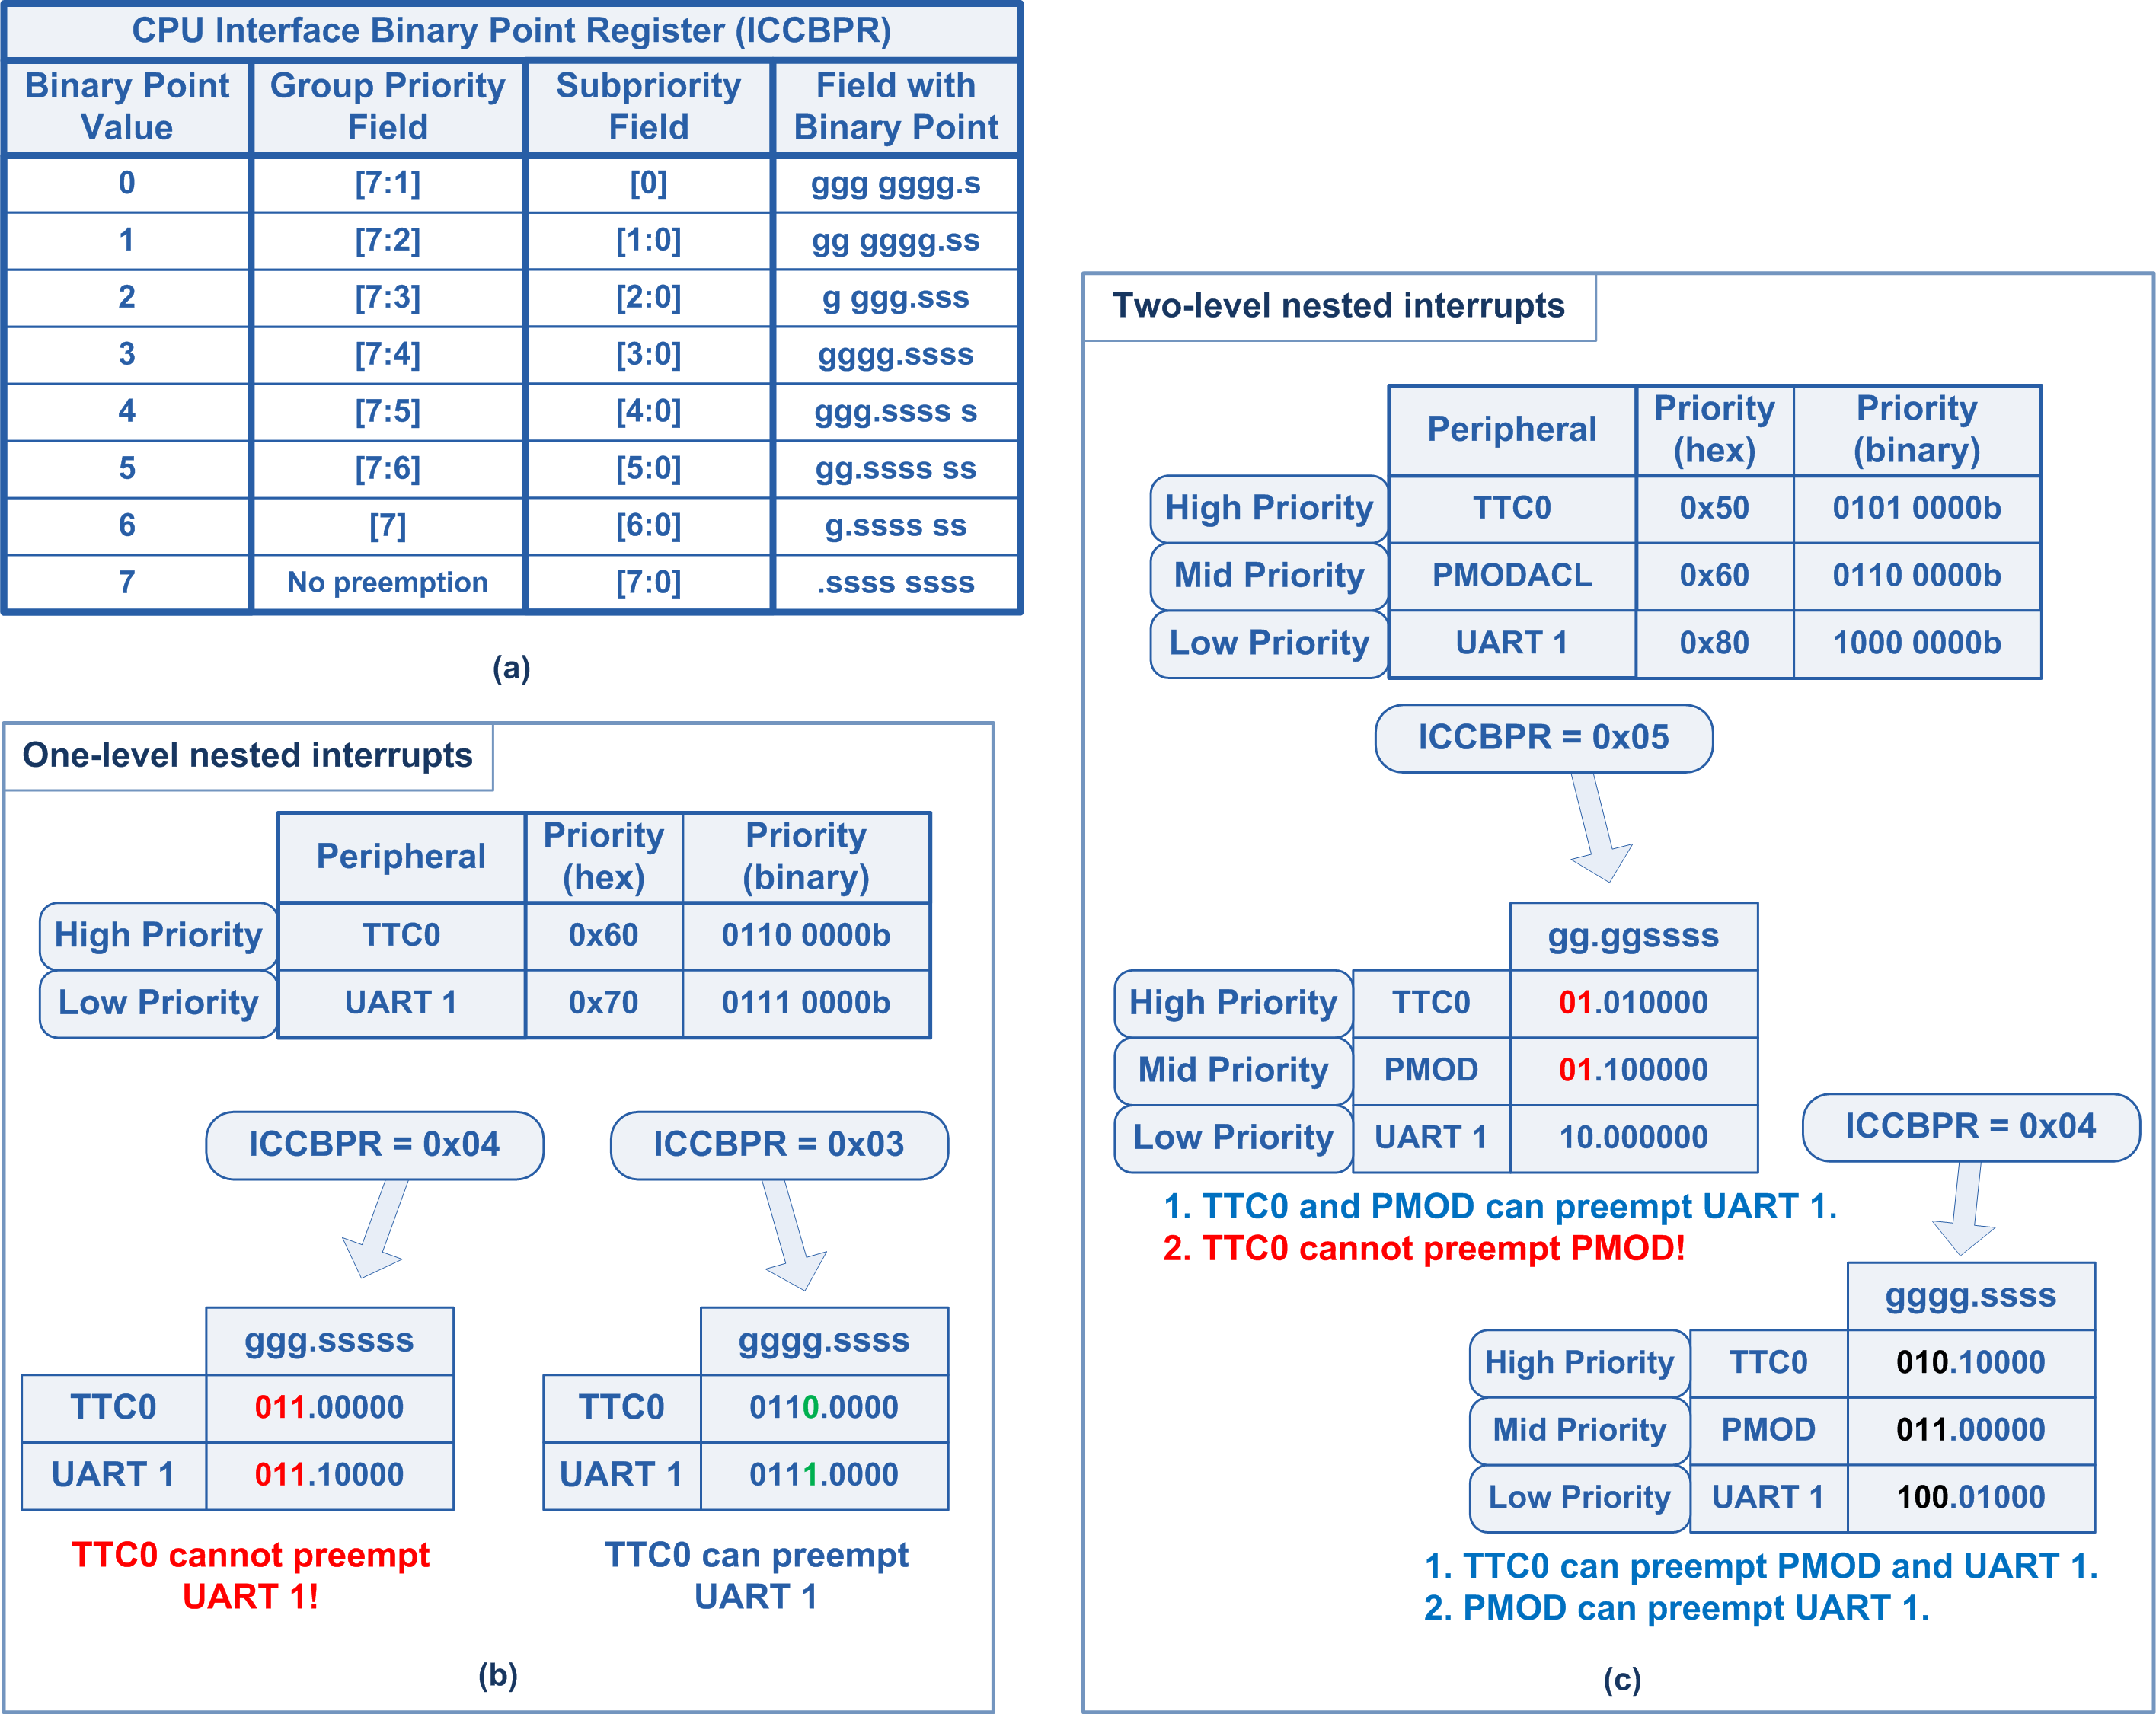 CPU Interface Binary Point Register (ICCBPR)
Binary Point Value Group Priority Field Subpriority Field Field with Binary Point
0 [7:1] [0] ggg gggg.s
1 [7:2] [1:0] gg gggg.ss
2 [7:3] [2:0] g ggg.sss
3 [7:4] [3:0] gggg.ssss
4 [7:5] [4:0] ggg.ssss s
5 [7:6] [5:0] gg.ssss ss
6 [7] [6:0] g.ssss ss
7 No preemption [7:0] .ssss ssss
(a)
One-level nested interrupts
Peripheral Priority (hex) Priority (binary)
High Priority TTC0 0x60 0110 0000b
Low Priority UART 1 0x70 0111 0000b
ICCBPR = 0x04
ggg.sssss
TTC0 011.00000
UART 1 011.10000
TTC0 cannot preempt
UART 1!
ICCBPR = 0x03
gggg.ssss
TTC0 0110.0000
UART 1 0111.0000
TTC0 can preempt
UART 1
(b)
Two-level nested interrupts
Peripheral Priority (hex) Priority (binary)
High Priority TTC0 0x50 0101 0000b
Mid Priority PMODACL 0x60 0110 0000b
Low Priority UART 1 0x80 1000 0000b
ICCBPR = 0x05
gg.ggssss
High Priority TTC0 01.010000
Mid Priority PMOD 01.100000
Low Priority UART 1 10.000000
1. TTC0 and PMOD can preempt UART 1.
2. TTC0 cannot preempt PMOD!
ICCBPR = 0x04
gggg.ssss
High Priority TTC0 010.10000
Mid Priority PMOD 011.00000
Low Priority UART 1 100.01000
1. TTC0 can preempt PMOD and UART 1.
2. PMOD can preempt UART 1.
(c)